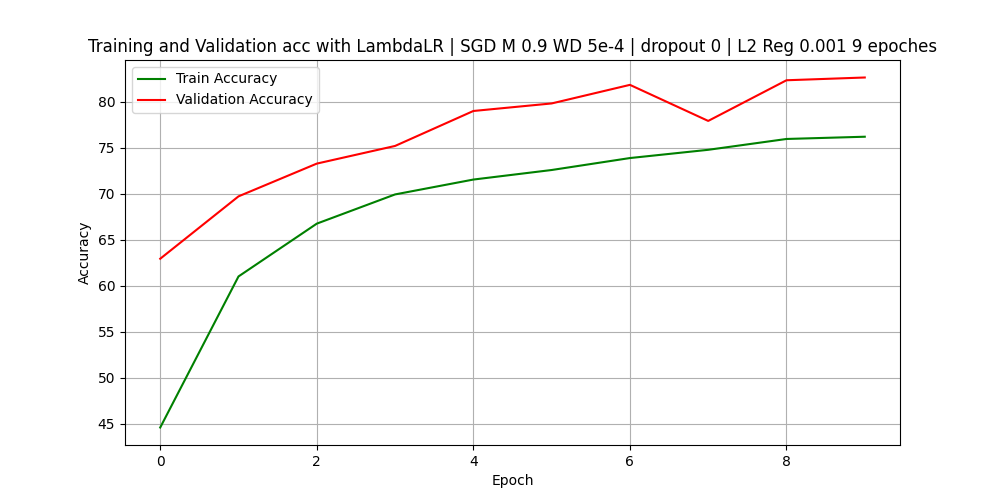 Training and Validation acc with LambdaLR | SGD M 0.9 WD 5e-4 | dropout 0 | L2 Reg 0.001 9 epoches
Train Accuracy
Validation Accuracy
Accuracy
80
75
70
65
60
55
50
45
0 2 4 6 8
Epoch